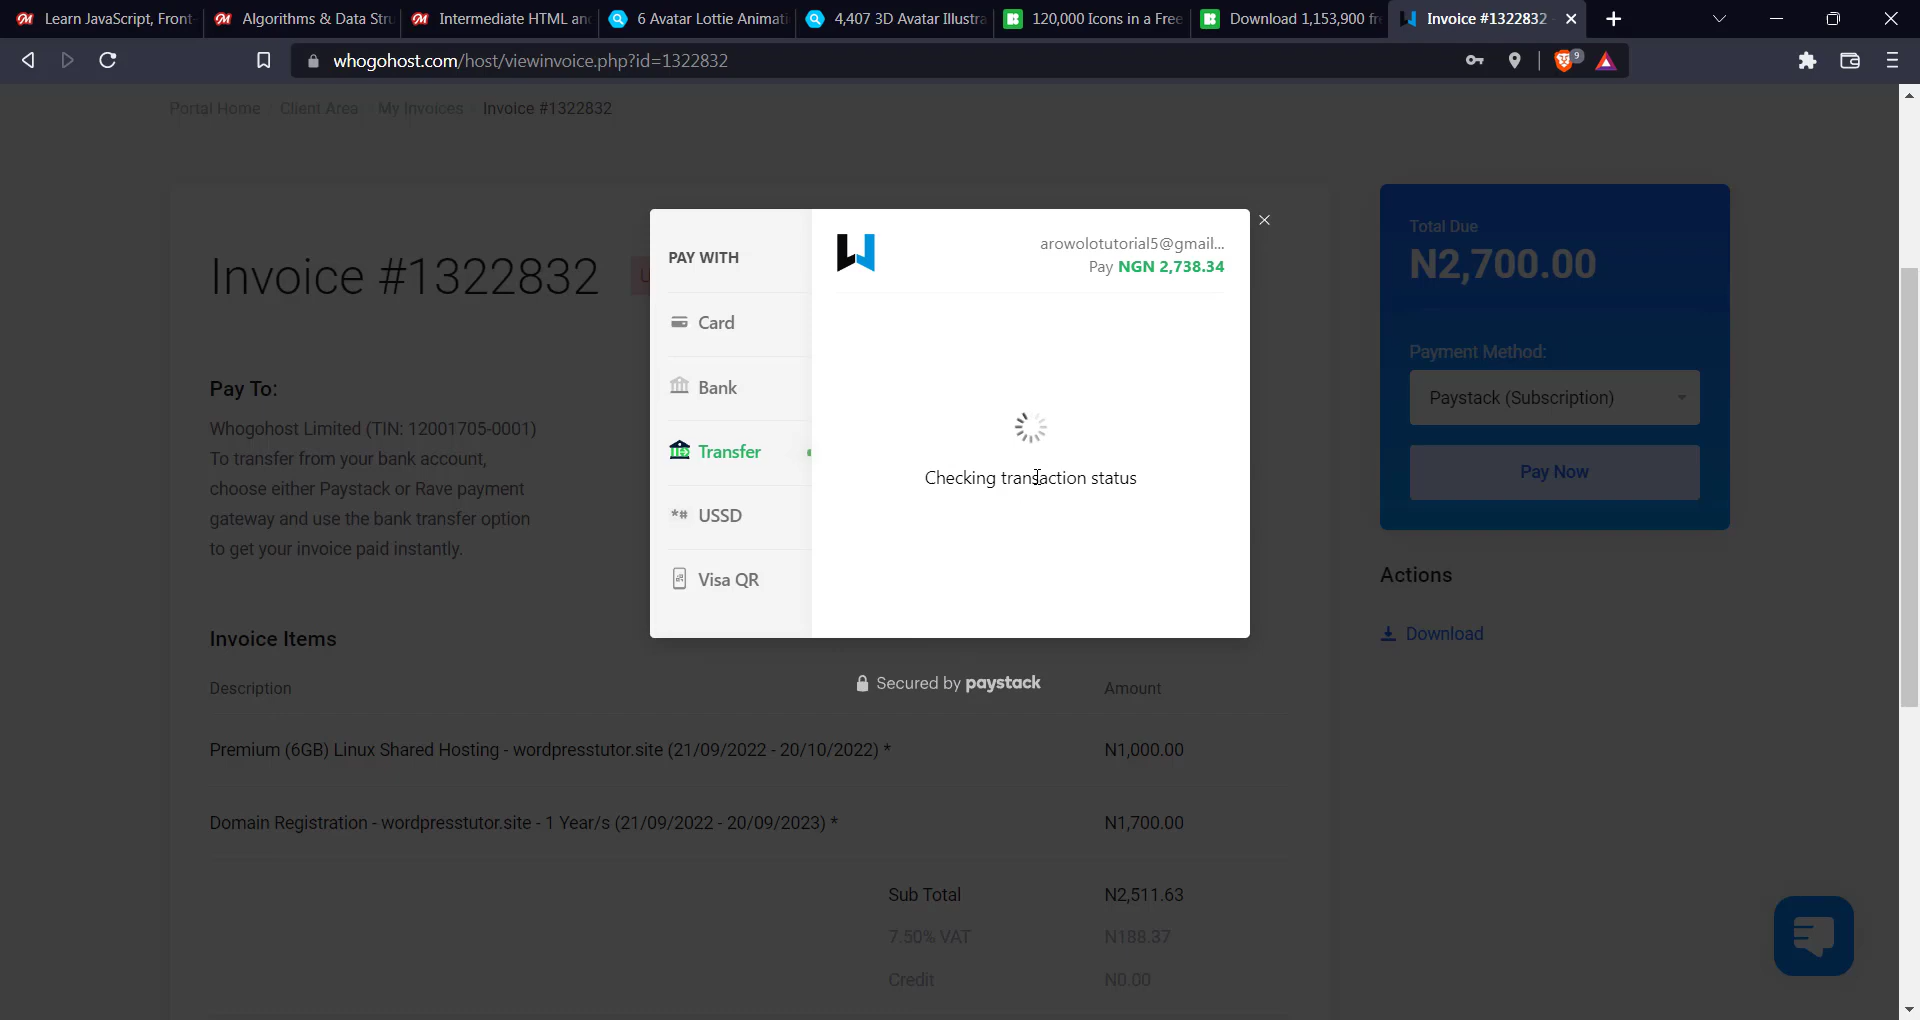 Learn JavaScript, Front
Algorithms & Data Stru
Intermediate HTML an
6 Avatar Lottie Animati
4,407 3D Avatar Illustra
120,000 Icons in a Free
Download 1,153,900 fr
Invoice #1322832
whogohost.com/host/viewinvoice.php?id=1322832
9
Portal Home
Client Area
My Invoices
Invoice #1322832
Invoice #1322832
U
Pay To:
Whogohost Limited (TIN: 12001705-0001)
To transfer from your bank account,
choose either Paystack or Rave payment
gateway and use the bank transfer option
to get your invoice paid instantly.
PAY WITH
Card
Bank
Transfer
*# USSD
Visa QR
arowolotutorial5@gmail...
Pay NGN 2,738.34
Checking transaction status
Secured by paystack
Total Due
N2,700.00
Payment Method:
Paystack (Subscription)
Pay Now
Actions
Download
Invoice Items
Description
Amount
Premium (6GB) Linux Shared Hosting - wordpresstutor.site (21/09/2022 - 20/10/2022) *
N1,000.00
Domain Registration - wordpresstutor.site - 1 Year/s (21/09/2022 - 20/09/2023) *
N1,700.00
Sub Total
N2,511.63
7.50% VAT
N188.37
Credit
N0.00